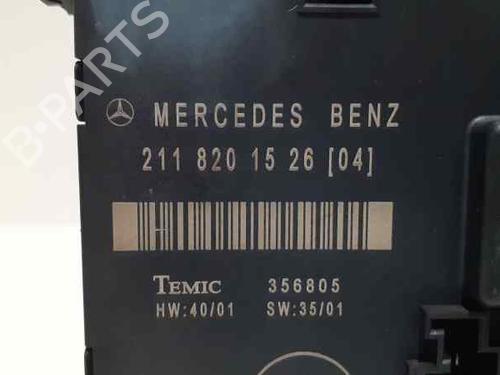 B-PARTS
MERCEDES BENZ
211 820 15 26 [04]
TEMIC 356805
HW:40/01 SW:35/01